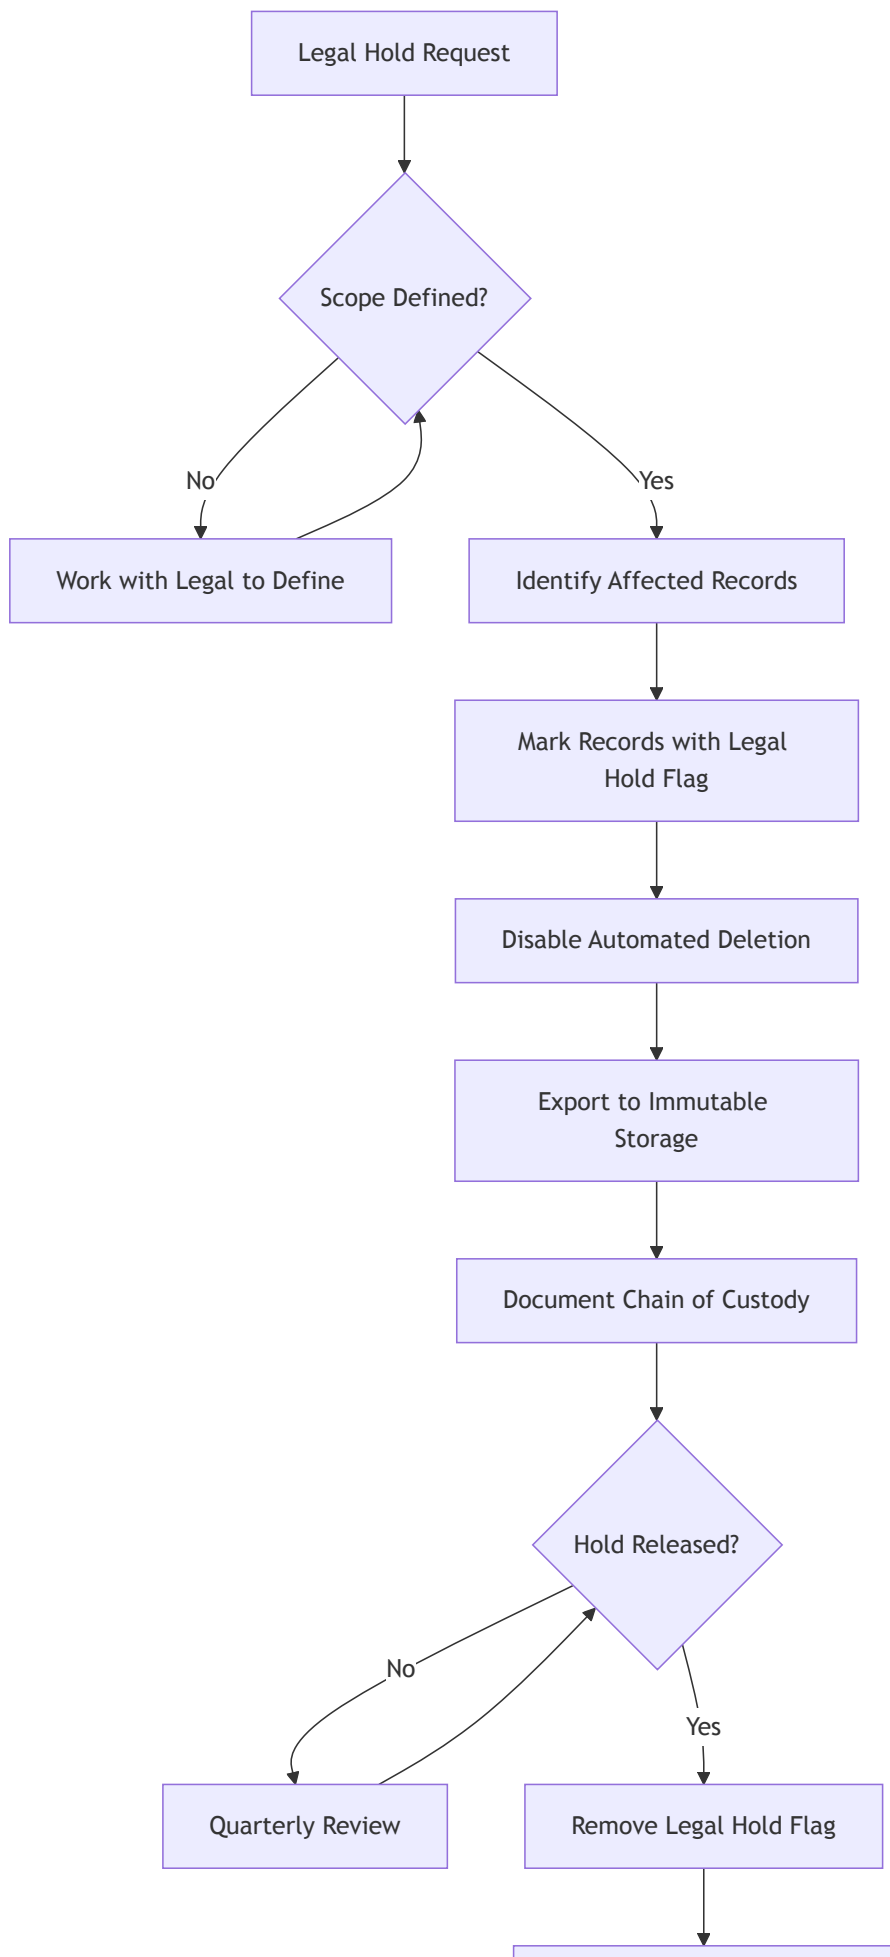 Legal Hold Request
Scope Defined?
No
Yes
Work with Legal to Define
Identify Affected Records
Mark Records with Legal
Hold Flag
Disable Automated Deletion
Export to Immutable
Storage
Document Chain of Custody
Hold Released?
No
Yes
Quarterly Review
Remove Legal Hold Flag